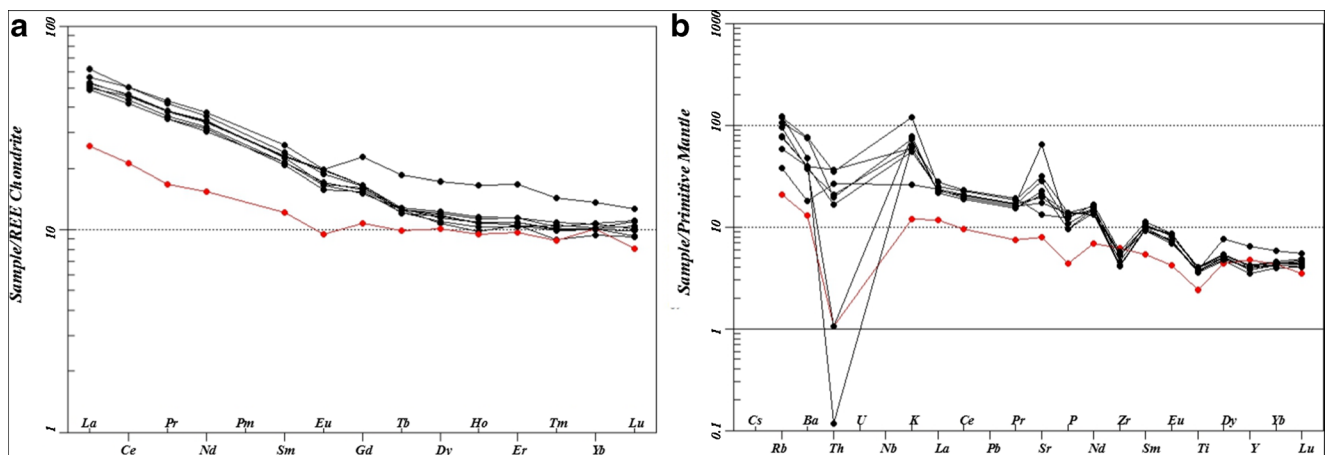 a
Sample/REE Chondrite
100
10
1
La Pr Pm Eu Tb Ho Tm Lu
Ce Nd Sm Gd Dy Er Yb
b
Sample/Primitive Mantle
1000
100
10
1
0.1
Cs Ba U K Ce Pr P Zr Eu Dy Yb
Rb Th Nb La Pb Sr Nd Sm Ti Y Lu